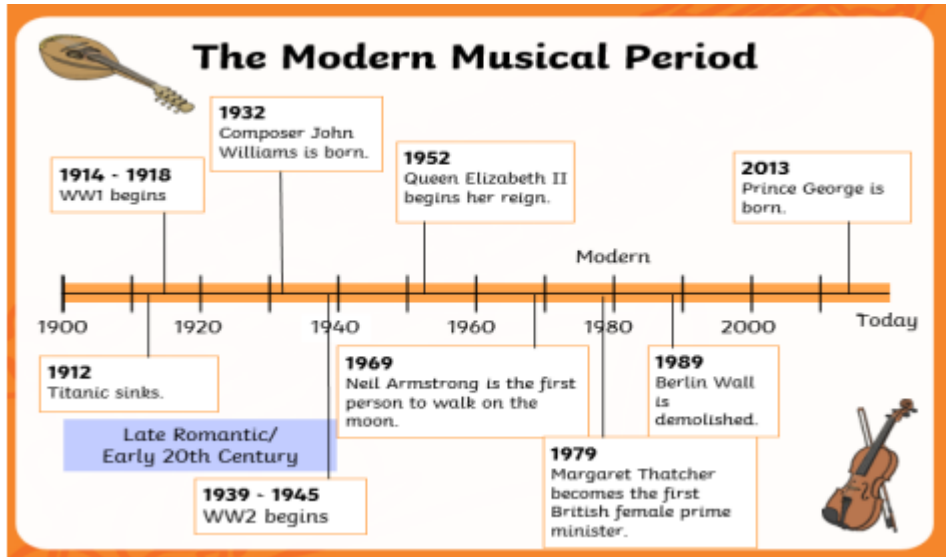 The Modern Musical Period
1932
Composer John
Williams is born.
1914 - 1918
WW1 begins
1952
Queen Elizabeth II
begins her reign.
2013
Prince George is
born.
Modern
1900
1920
1940
1960
1980
2000
Today
1912
Titanic sinks.
1969
Neil Armstrong is the first
person to walk on the
moon.
1989
Berlin Wall
is
demolished.
Late Romantic/
Early 20th Century
1939 - 1945
WW2 begins
1979
Margaret Thatcher
becomes the first
British female prime
minister.